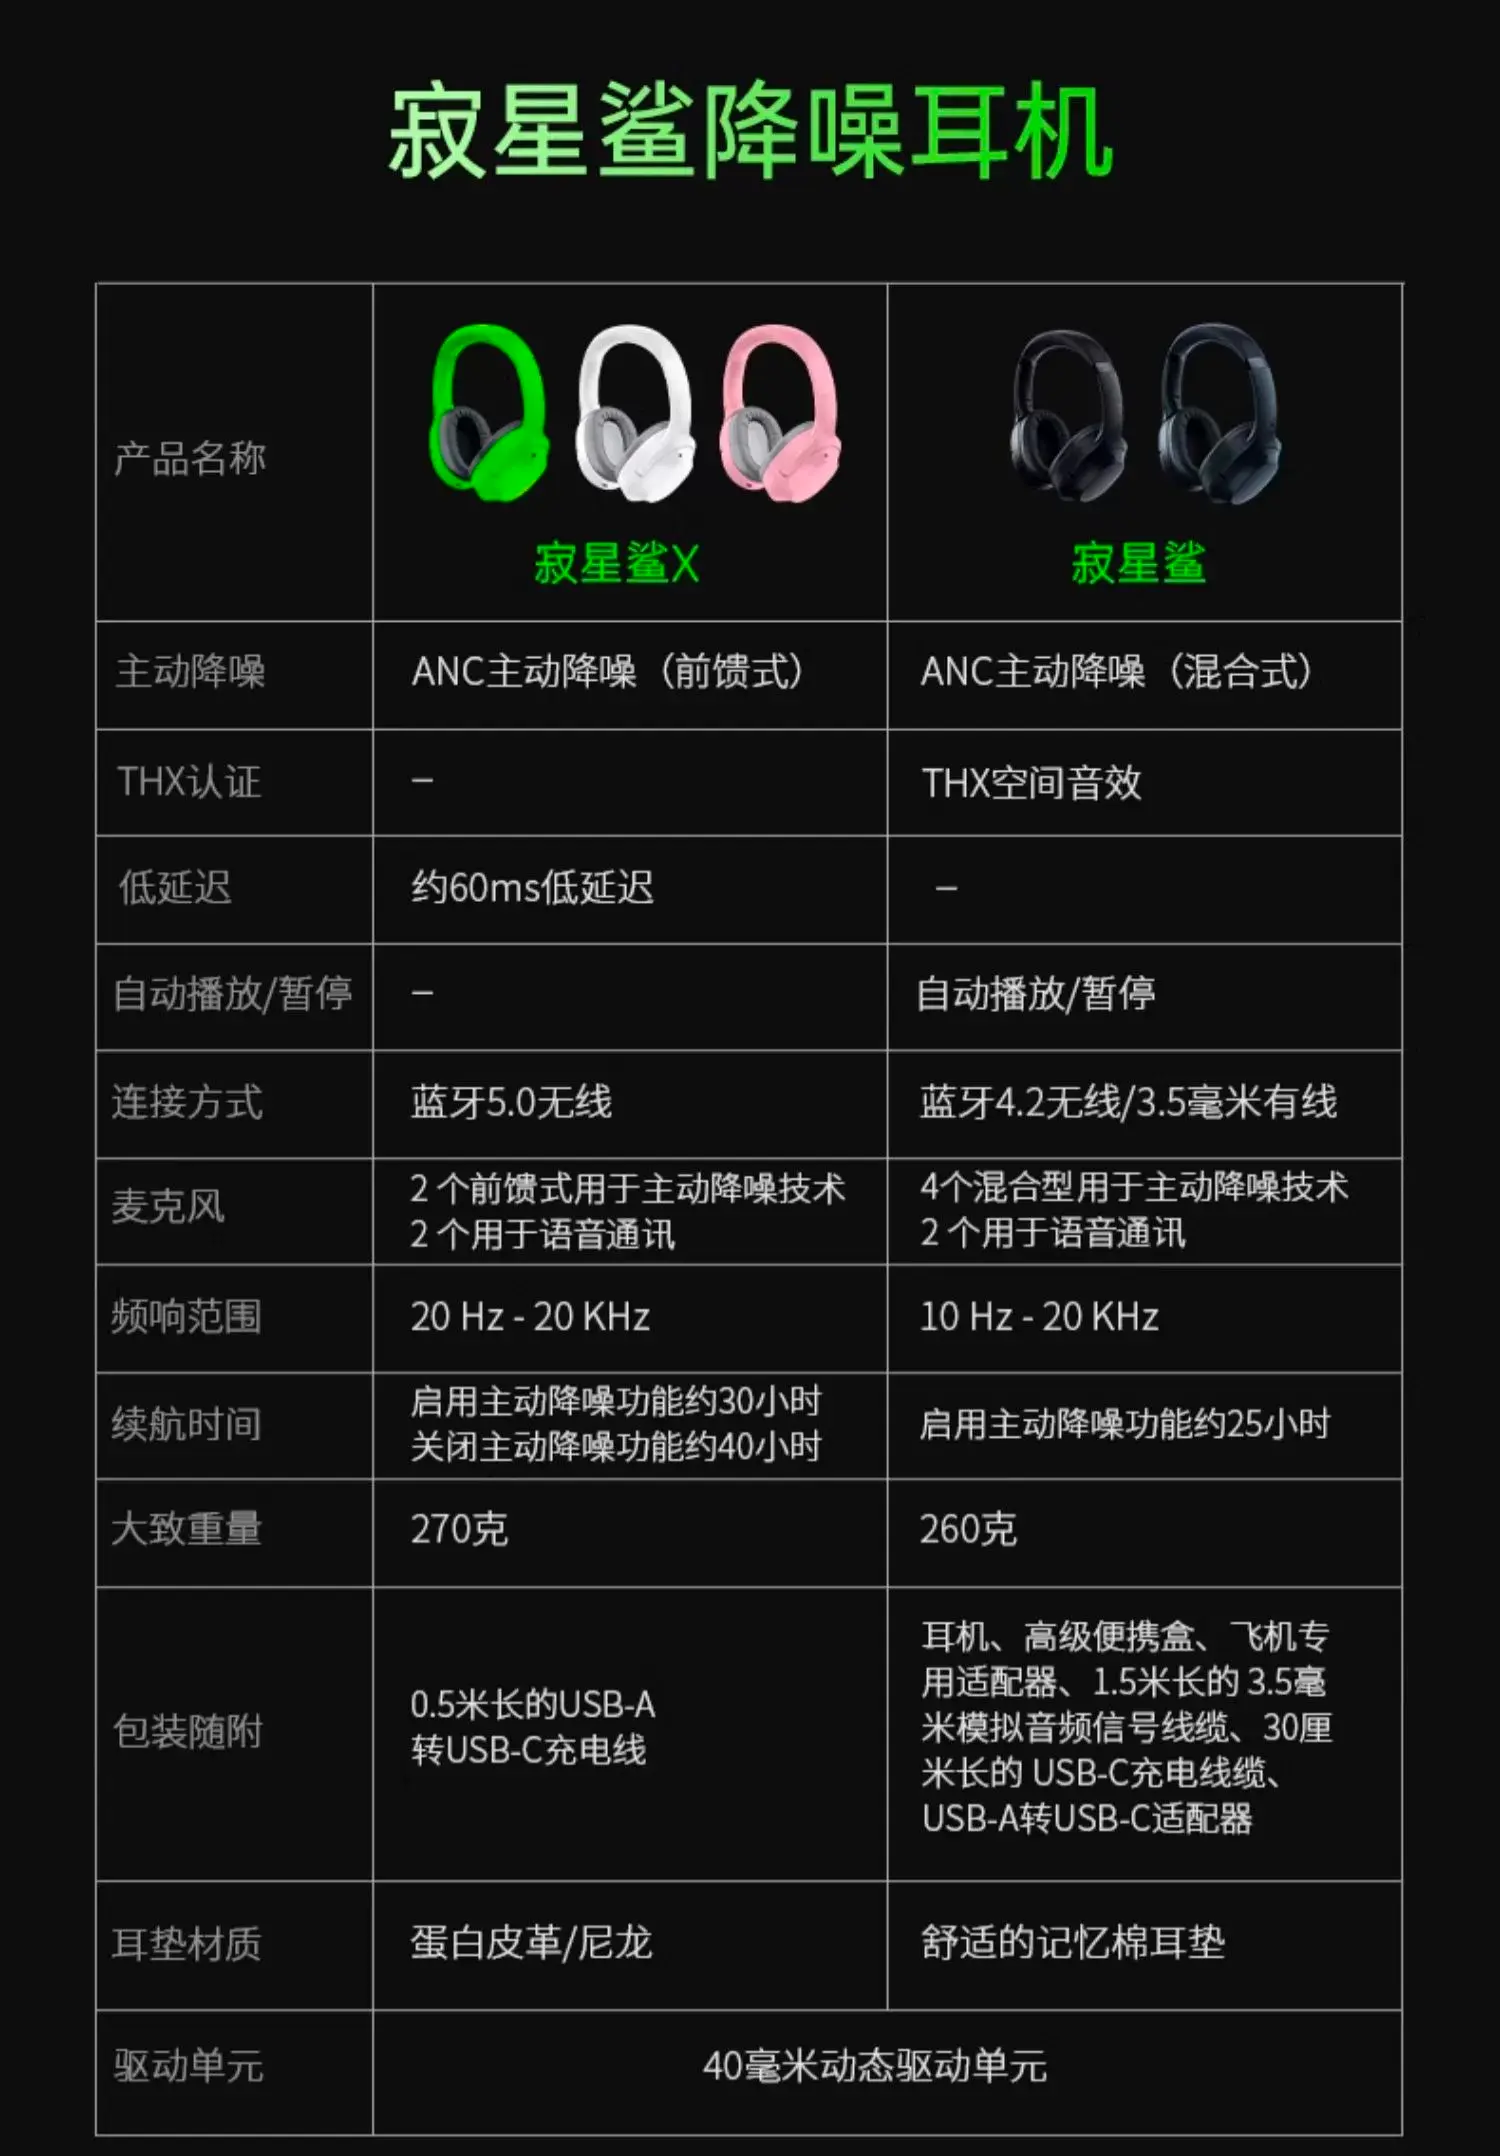 寂星鲨降噪耳机
产品名称
寂星鲨X
寂星鲨
主动降噪
ANC主动降噪（前馈式）
ANC主动降噪（混合式）
THX认证
–
THX空间音效
低延迟
约60ms低延迟
–
自动播放/暂停
–
自动播放/暂停
连接方式
蓝牙5.0无线
蓝牙4.2无线/3.5毫米有线
麦克风
2 个前馈式用于主动降噪技术
2 个用于语音通讯
4个混合型用于主动降噪技术
2 个用于语音通讯
频响范围
20 Hz - 20 KHz
10 Hz - 20 KHz
续航时间
启用主动降噪功能约30小时
关闭主动降噪功能约40小时
启用主动降噪功能约25小时
大致重量
270克
260克
包装随附
0.5米长的USB-A
转USB-C充电线
耳机、高级便携盒、飞机专
用适配器、1.5米长的 3.5毫
米模拟音频信号线缆、30厘
米长的 USB-C充电线缆、
USB-A转USB-C适配器
耳垫材质
蛋白皮革/尼龙
舒适的记忆棉耳垫
驱动单元
40毫米动态驱动单元